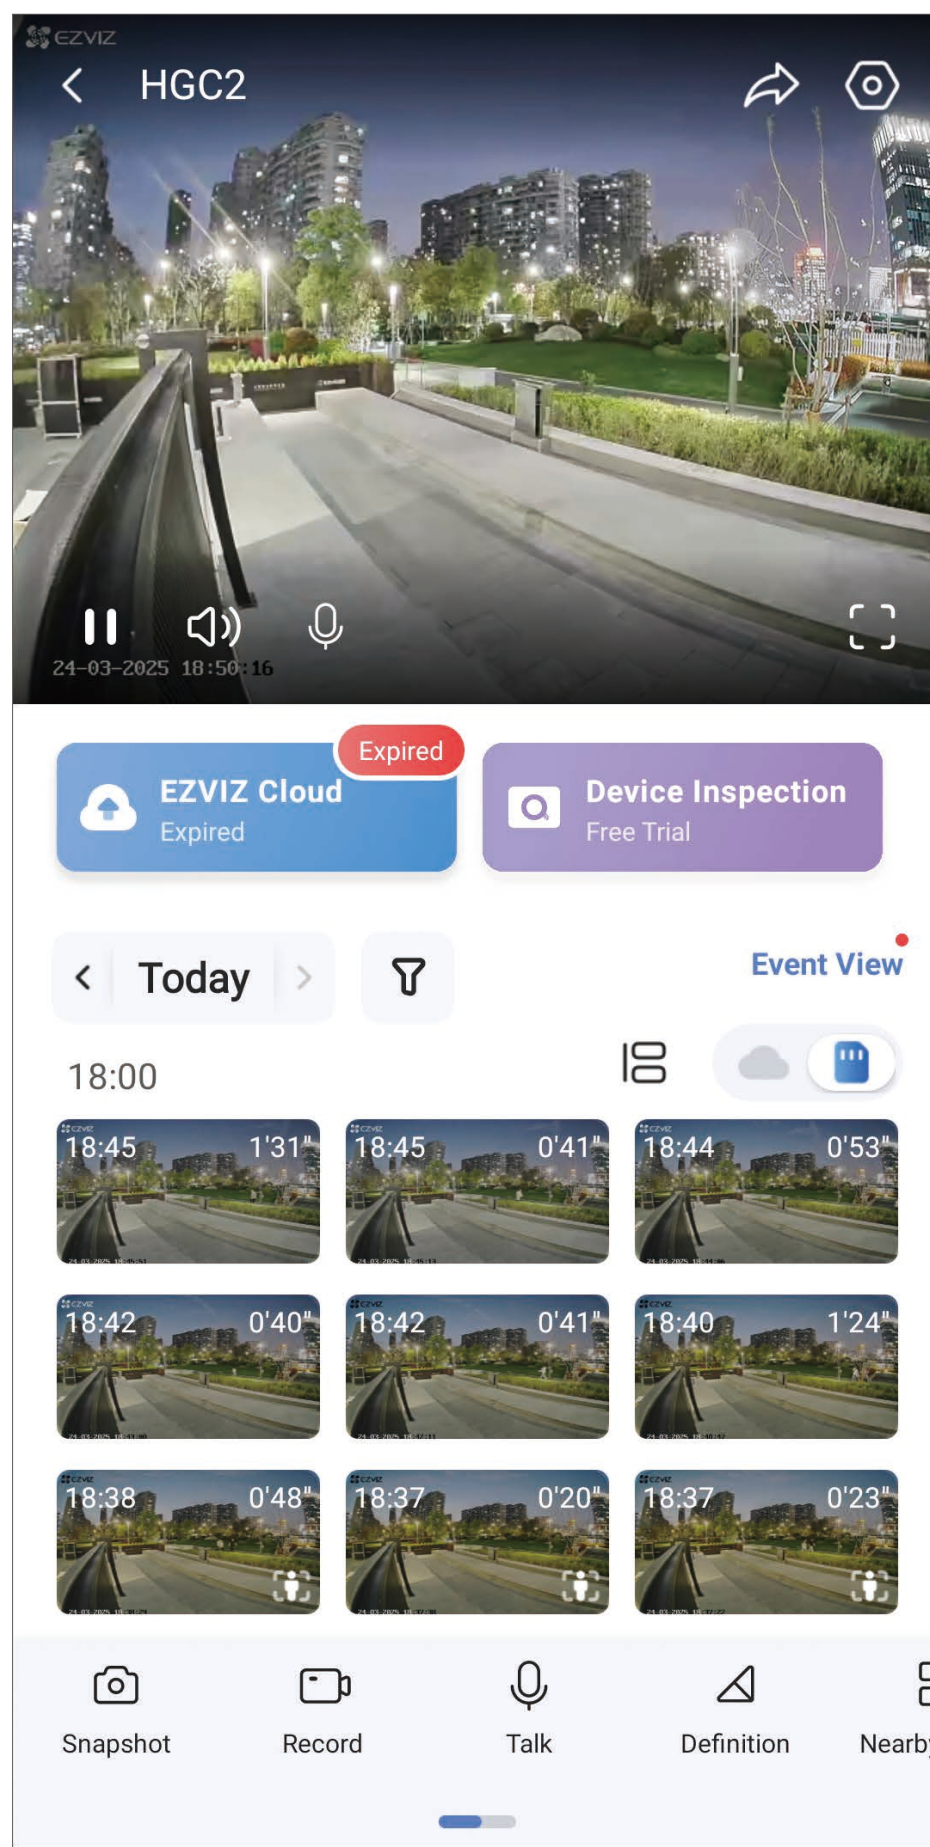 EZVIZ
HGC2
24-03-2025 18:50:16
Expired
EZVIZ Cloud
Expired
Device Inspection
Free Trial
Today
Event View
18:00
18:45 1'31"
18:45 0'41"
18:44 0'53"
18:42 0'40"
18:42 0'41"
18:40 1'24"
18:38 0'48"
18:37 0'20"
18:37 0'23"
Snapshot
Record
Talk
Definition
Nearby